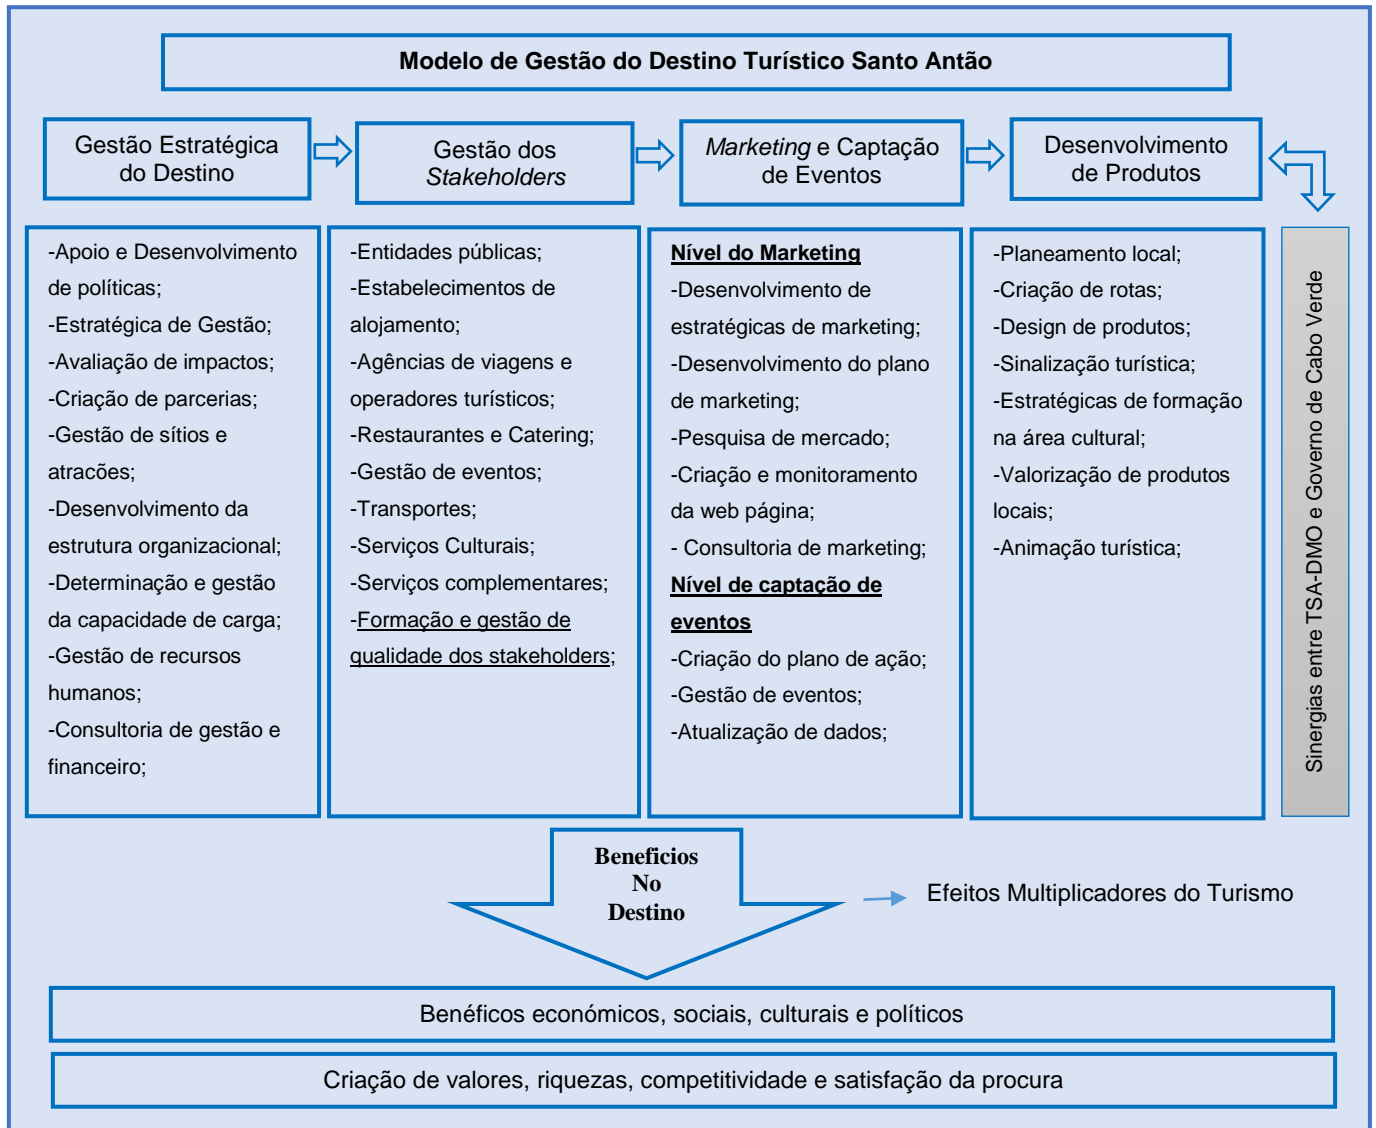 Modelo de Gestão do Destino Turístico Santo Antão
Gestão Estratégica
do Destino
Gestão dos
Stakeholders
Marketing e Captação
de Eventos
Desenvolvimento
de Produtos
-Apoio e Desenvolvimento
de políticas;
-Estratégica de Gestão;
-Avaliação de impactos;
-Criação de parcerias;
-Gestão de sítios e
atracões;
-Desenvolvimento da
estrutura organizacional;
-Determinação e gestão
da capacidade de carga;
-Gestão de recursos
humanos;
-Consultoria de gestão e
financeiro;
-Entidades públicas;
-Estabelecimentos de
alojamento;
-Agências de viagens e
operadores turísticos;
-Restaurantes e Catering;
-Gestão de eventos;
-Transportes;
-Serviços Culturais;
-Serviços complementares;
-Formação e gestão de
qualidade dos stakeholders;
Nível do Marketing
-Desenvolvimento de
estratégicas de marketing;
-Desenvolvimento do plano
de marketing;
-Pesquisa de mercado;
-Criação e monitoramento
da web página;
- Consultoria de marketing;
Nível de captação de
eventos
-Criação do plano de ação;
-Gestão de eventos;
-Atualização de dados;
-Planeamento local;
-Criação de rotas;
-Design de produtos;
-Sinalização turística;
-Estratégicas de formação
na área cultural;
-Valorização de produtos
locais;
-Animação turística;
Sinergias entre TSA-DMO e Governo de Cabo Verde
Beneficios
No
Destino
Efeitos Multiplicadores do Turismo
Benéficos económicos, sociais, culturais e políticos
Criação de valores, riquezas, competitividade e satisfação da procura